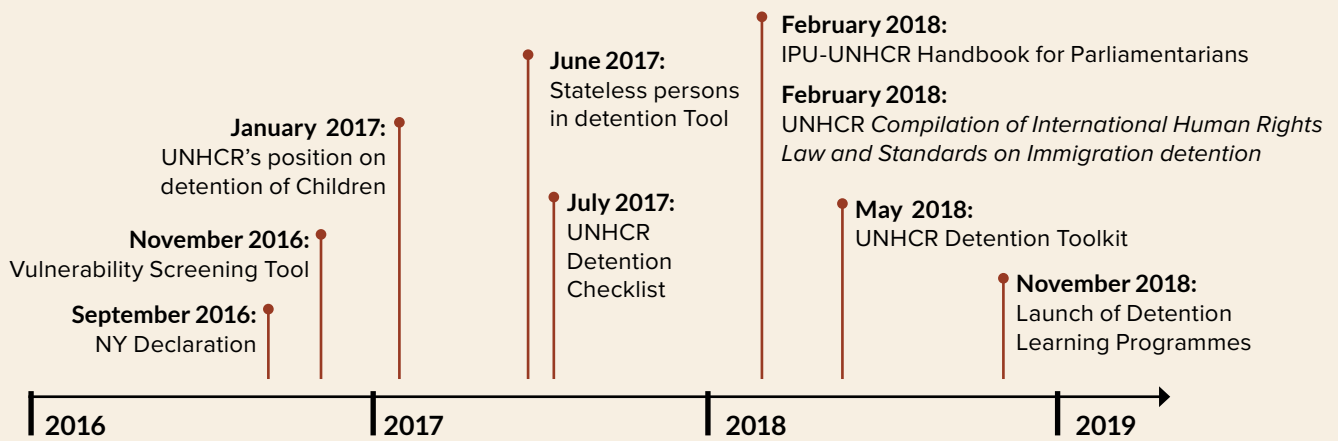 September 2016:
NY Declaration
November 2016:
Vulnerability Screening Tool
January 2017:
UNHCR’s position on
detention of Children
June 2017:
Stateless persons
in detention Tool
July 2017:
UNHCR
Detention
Checklist
February 2018:
IPU-UNHCR Handbook for Parliamentarians
February 2018:
UNHCR Compilation of International Human Rights
Law and Standards on Immigration detention
May 2018:
UNHCR Detention Toolkit
November 2018:
Launch of Detention
Learning Programmes
2016
2017
2018
2019